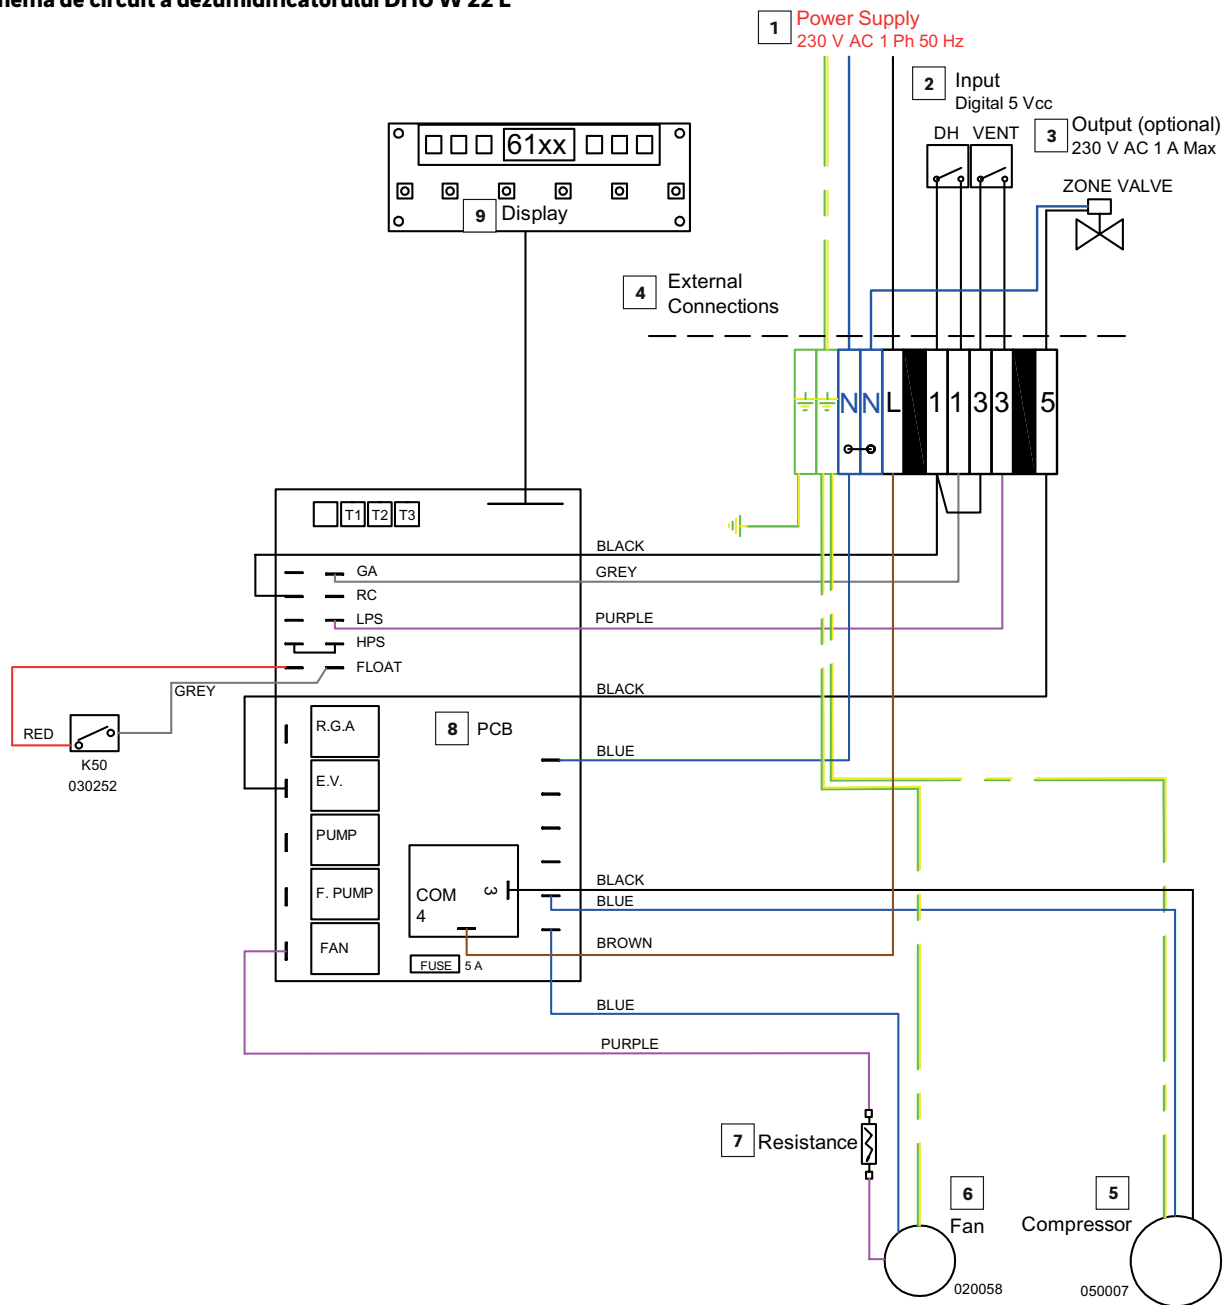 1 Power Supply
230 V AC 1 Ph 50 Hz
2 Input
Digital 5 Vcc
DH VENT
3 Output (optional)
230 V AC 1 A Max
ZONE VALVE
61xx
9 Display
4 External
Connections
N N L 1 1 3 3 5
T1 T2 T3
BLACK
GA
GREY
RC
LPS
PURPLE
HPS
FLOAT
GREY
BLACK
RED
K50
030252
R.G.A
8 PCB
BLUE
E.V.
PUMP
F. PUMP
COM
4
3
BLACK
BLUE
FAN
BROWN
FUSE 5 A
BLUE
PURPLE
7 Resistance
6
Fan
020058
5
Compressor
050007